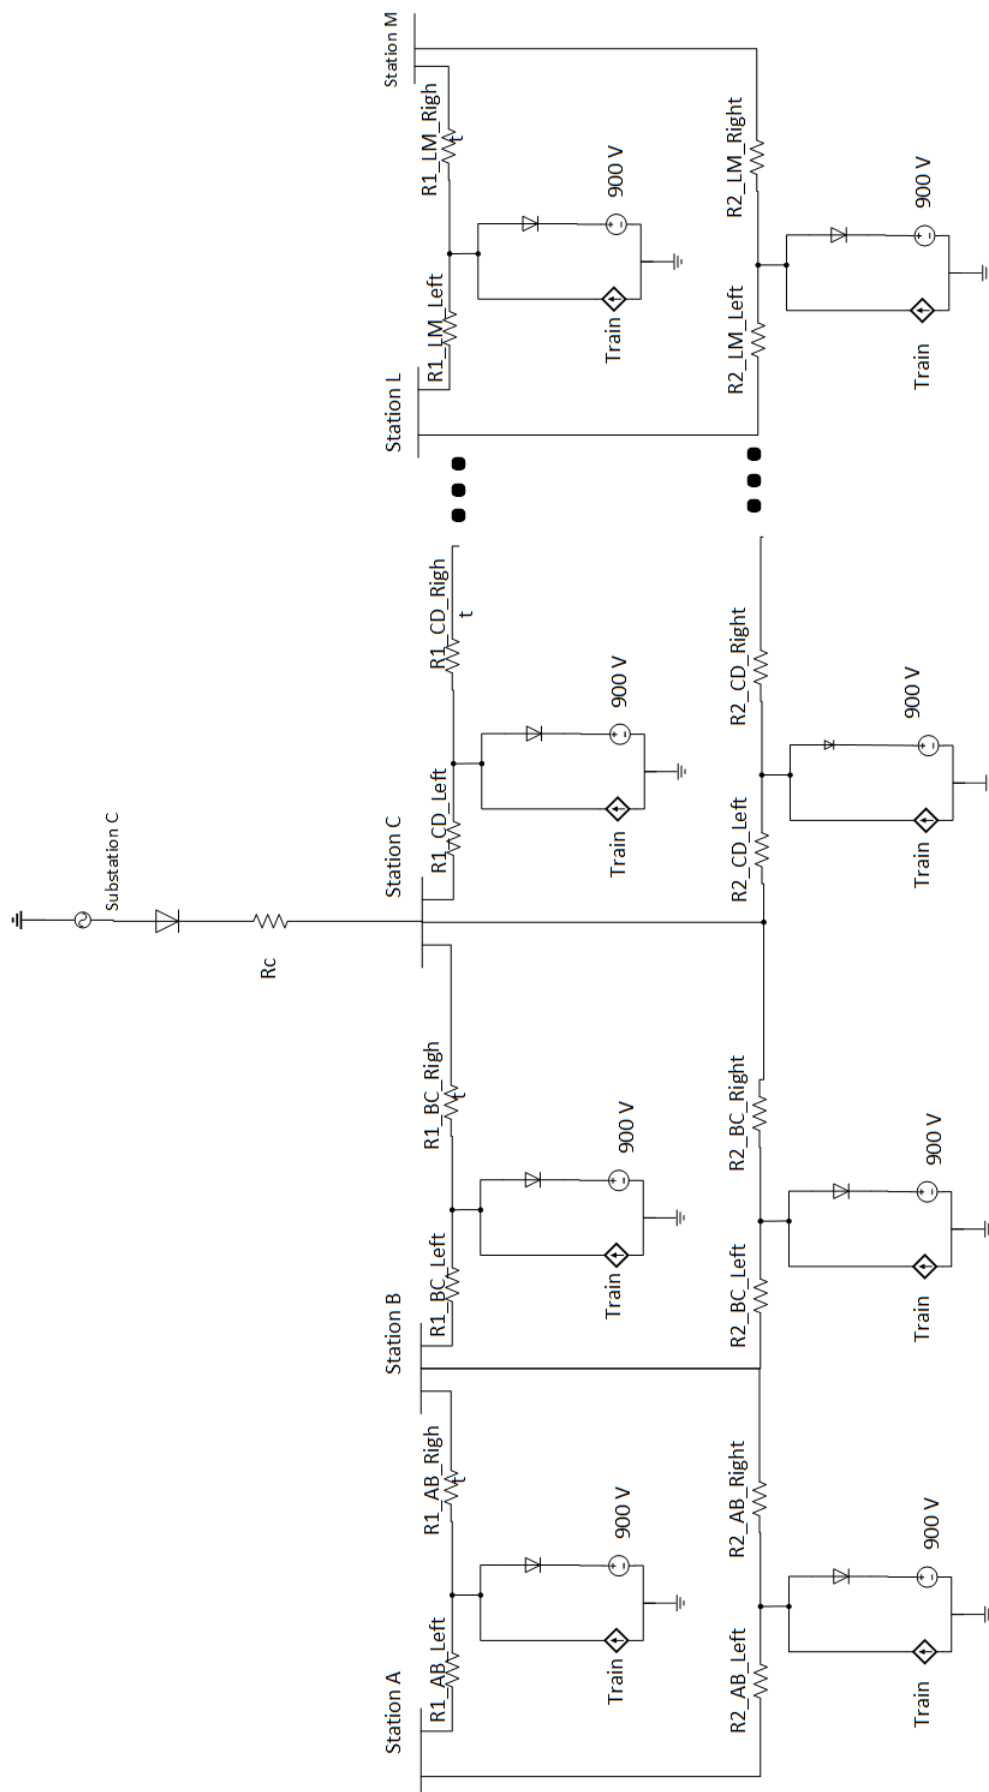 Substation C
Rc
Station A
Station B
Station C
Station L
Station M
R1_AB_Left
R1_AB_Righ
t
R1_BC_Left
R1_BC_Righ
t
R1_CD_Left
R1_CD_Righ
t
R1_LM_Left
R1_LM_Righ
t
Train
900 V
Train
900 V
Train
900 V
Train
900 V
R2_AB_Left
R2_AB_Right
R2_BC_Left
R2_BC_Right
R2_CD_Left
R2_CD_Right
R2_LM_Left
R2_LM_Right
Train
900 V
Train
900 V
Train
900 V
Train
900 V